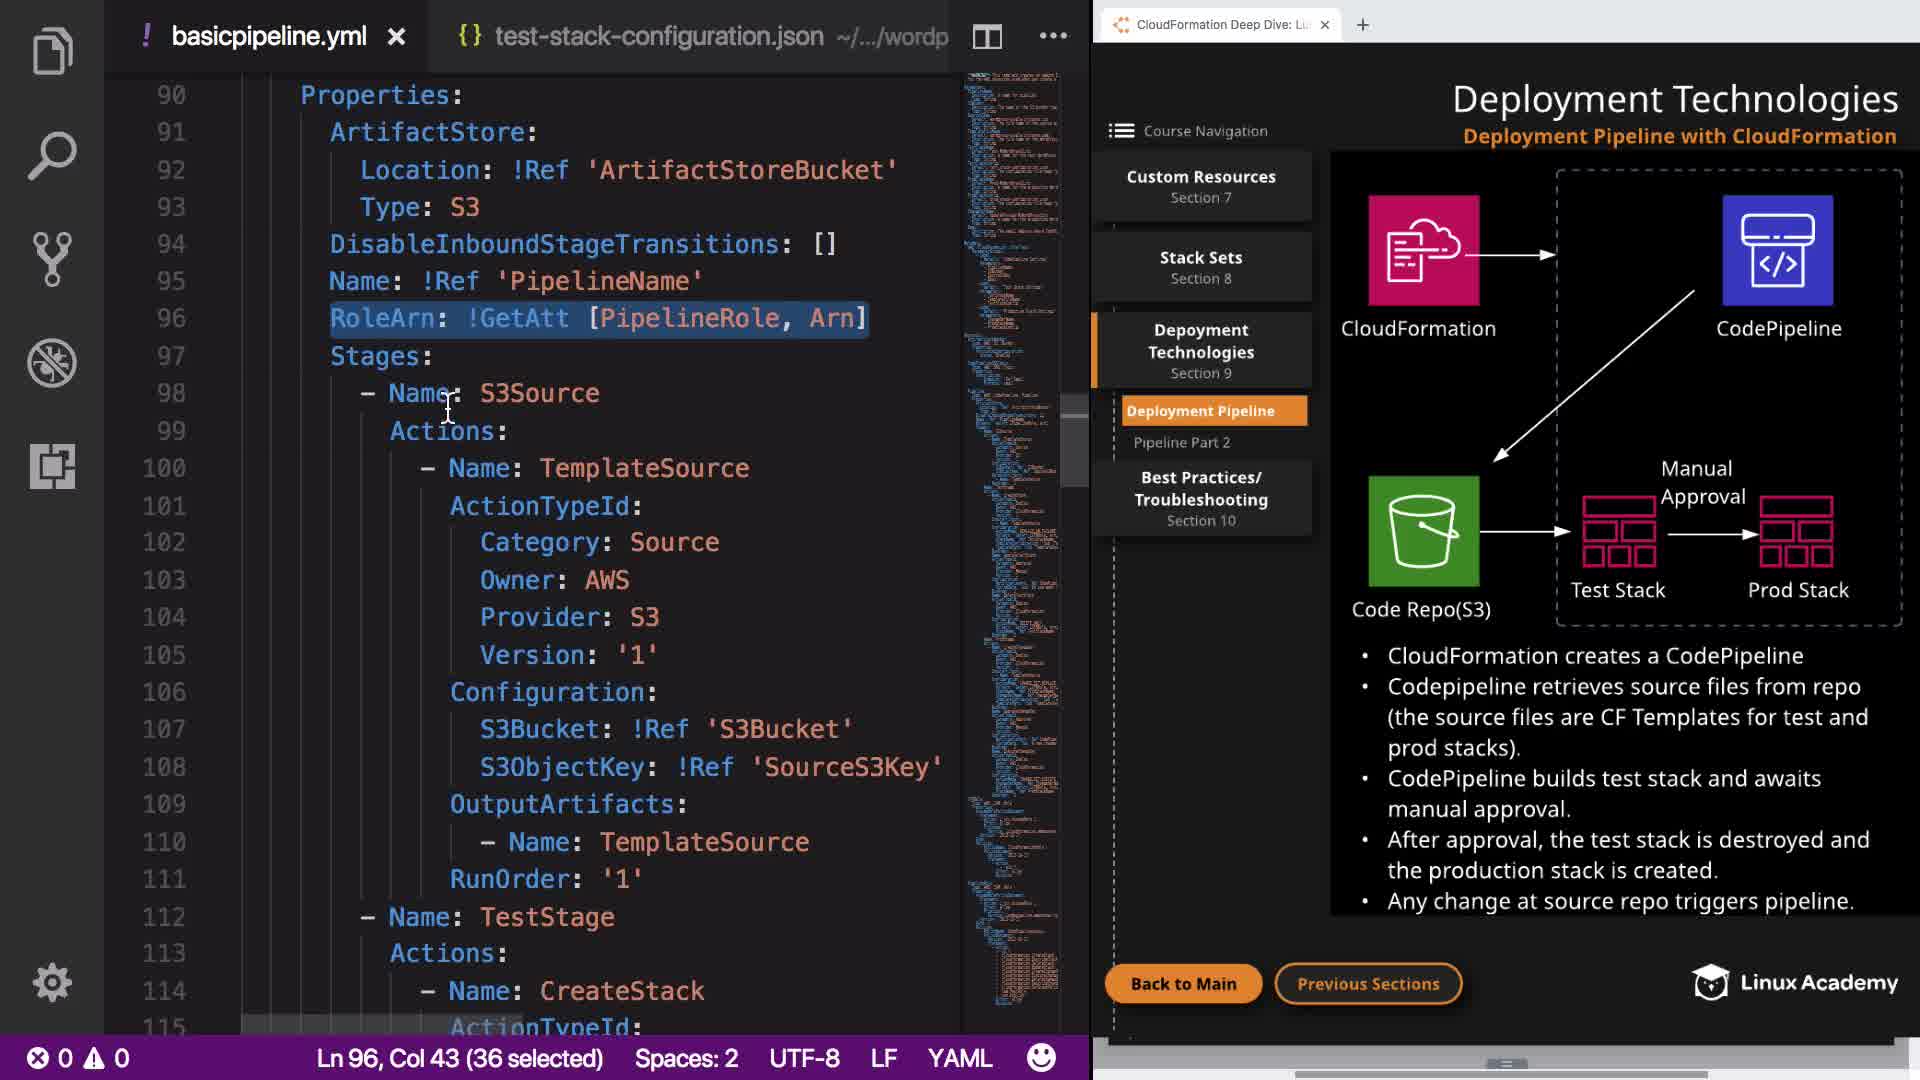 basicpipeline.yml
test-stack-configuration.json ~/.../wordp
90 Properties:
91 ArtifactStore:
92 Location: !Ref 'ArtifactStoreBucket'
93 Type: S3
94 DisableInboundStageTransitions: []
95 Name: !Ref 'PipelineName'
96 RoleArn: !GetAtt [PipelineRole, Arn]
97 Stages:
98 - Name: S3Source
99 Actions:
100 - Name: TemplateSource
101 ActionTypeId:
102 Category: Source
103 Owner: AWS
104 Provider: S3
105 Version: '1'
106 Configuration:
107 S3Bucket: !Ref 'S3Bucket'
108 S3ObjectKey: !Ref 'SourceS3Key'
109 OutputArtifacts:
110 - Name: TemplateSource
111 RunOrder: '1'
112 - Name: TestStage
113 Actions:
114 - Name: CreateStack
115 ActionTypeId:
0 0 Ln 96, Col 43 (36 selected) Spaces: 2 UTF-8 LF YAML
CloudFormation Deep Dive: Lu
Deployment Technologies
Deployment Pipeline with CloudFormation
Course Navigation
Custom Resources
Section 7
Stack Sets
Section 8
Depoyment
Technologies
Section 9
Deployment Pipeline
Pipeline Part 2
Best Practices/
Troubleshooting
Section 10
CloudFormation
CodePipeline
Manual
Approval
Code Repo(S3)
Test Stack
Prod Stack
• CloudFormation creates a CodePipeline
• Codepipeline retrieves source files from repo
(the source files are CF Templates for test and
prod stacks).
• CodePipeline builds test stack and awaits
manual approval.
• After approval, the test stack is destroyed and
the production stack is created.
• Any change at source repo triggers pipeline.
Back to Main
Previous Sections
Linux Academy